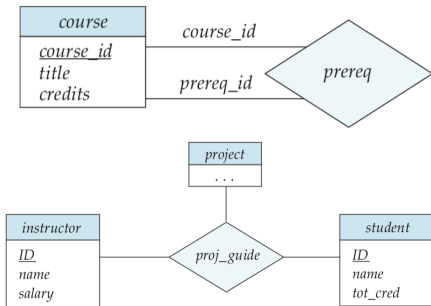 course
course_id
title
credits
course_id
prereq_id
prereq
project
. . .
instructor
ID
name
salary
proj_guide
student
ID
name
tot_cred